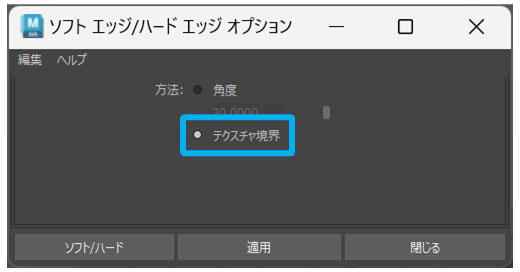 ソフト エッジ/ハード エッジ オプション
編集 ヘルプ
方法: 角度
30.0000
テクスチャ境界
ソフト/ハード 適用 閉じる